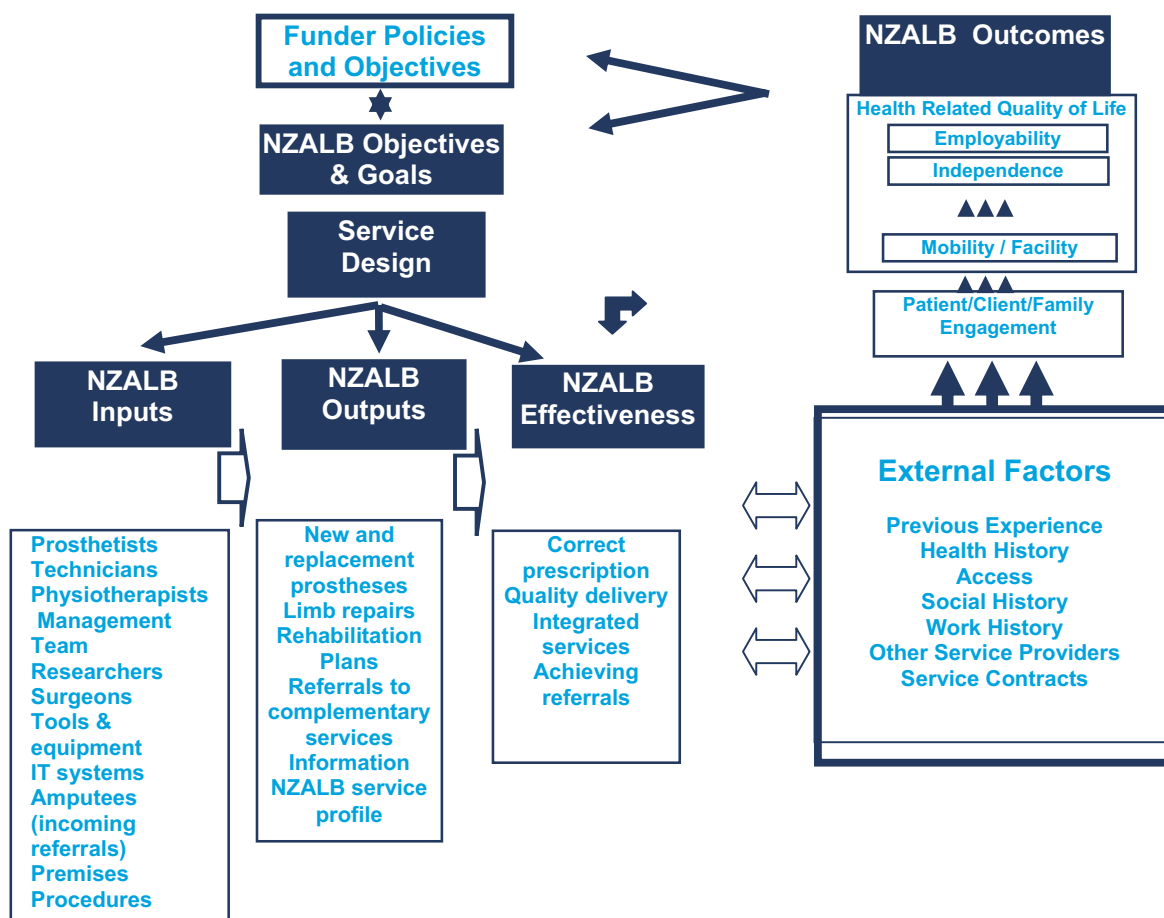 Funder Policies
and Objectives
NZALB Objectives
& Goals
Service
Design
NZALB
Inputs
NZALB
Outputs
NZALB
Effectiveness
Prosthetists
Technicians
Physiotherapists
Management
Team
Researchers
Surgeons
Tools &
equipment
IT systems
Amputees
(incoming
referrals)
Premises
Procedures
New and
replacement
prostheses
Limb repairs
Rehabilitation
Plans
Referrals to
complementary
services
Information
NZALB service
profile
Correct
prescription
Quality delivery
Integrated
services
Achieving
referrals
NZALB Outcomes
Health Related Quality of Life
Employability
Independence
Mobility / Facility
Patient/Client/Family
Engagement
External Factors
Previous Experience
Health History
Access
Social History
Work History
Other Service Providers
Service Contracts